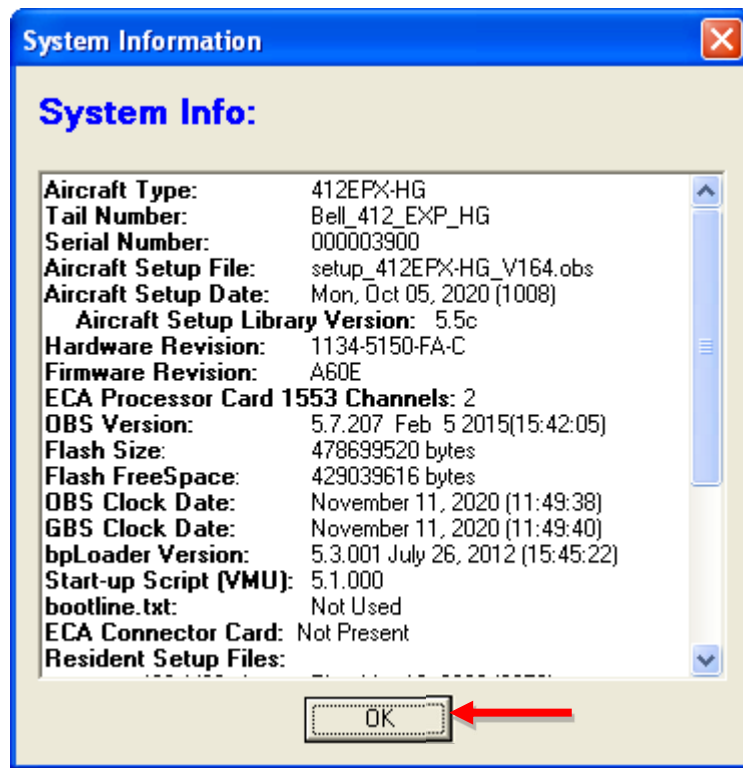 System Information
System Info:
Aircraft Type: 412EPX-HG
Tail Number: Bell_412_EXP_HG
Serial Number: 000003900
Aircraft Setup File: setup_412EPX-HG_V164.obs
Aircraft Setup Date: Mon, Oct 05, 2020 (1008)
Aircraft Setup Library Version: 5.5c
Hardware Revision: 1134-5150-FA-C
Firmware Revision: A60E
ECA Processor Card 1553 Channels: 2
OBS Version: 5.7.207 Feb 5 2015(15:42:05)
Flash Size: 478699520 bytes
Flash FreeSpace: 429039616 bytes
OBS Clock Date: November 11, 2020 (11:49:38)
GBS Clock Date: November 11, 2020 (11:49:40)
bpLoader Version: 5.3.001 July 26, 2012 (15:45:22)
Start-up Script (VMU): 5.1.000
bootline.txt: Not Used
ECA Connector Card: Not Present
Resident Setup Files:
OK